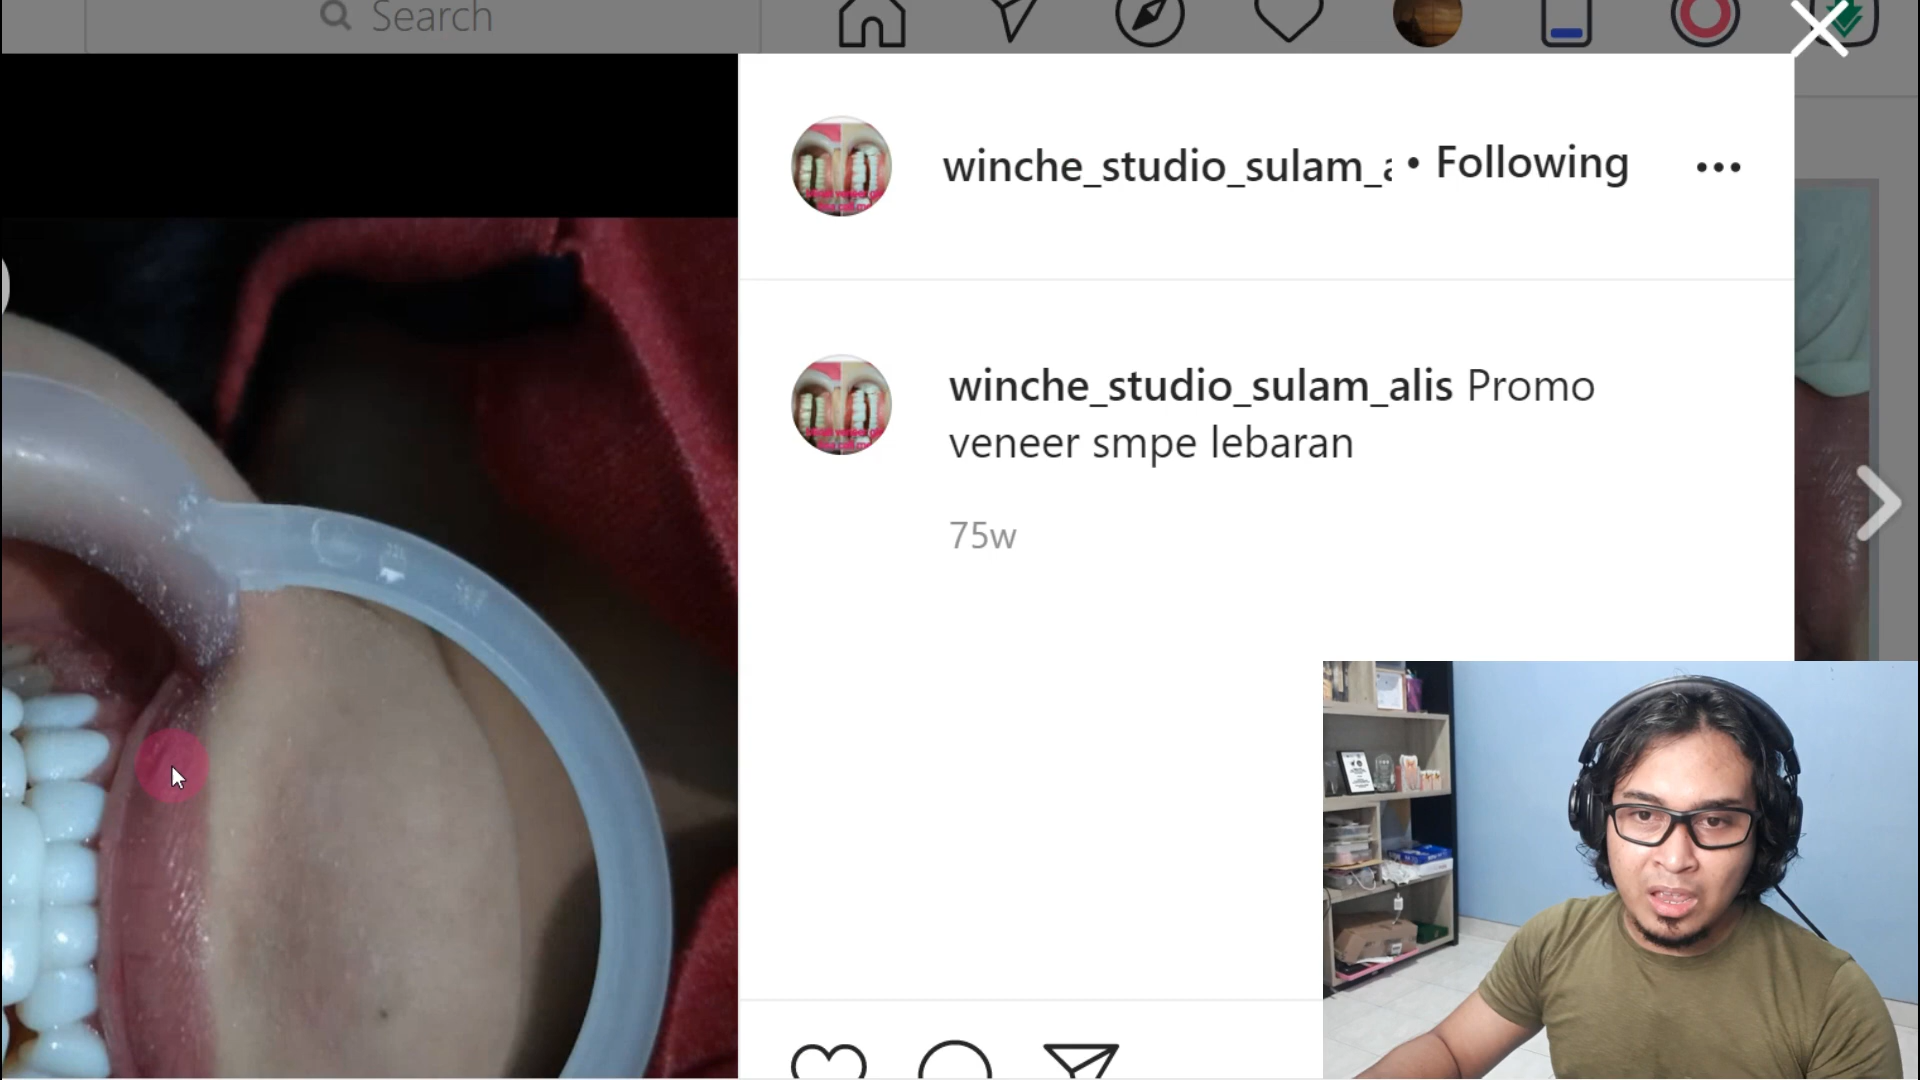 Search
winche_studio_sulam_a • Following
winche_studio_sulam_alis Promo
veneer smpe lebaran
75w